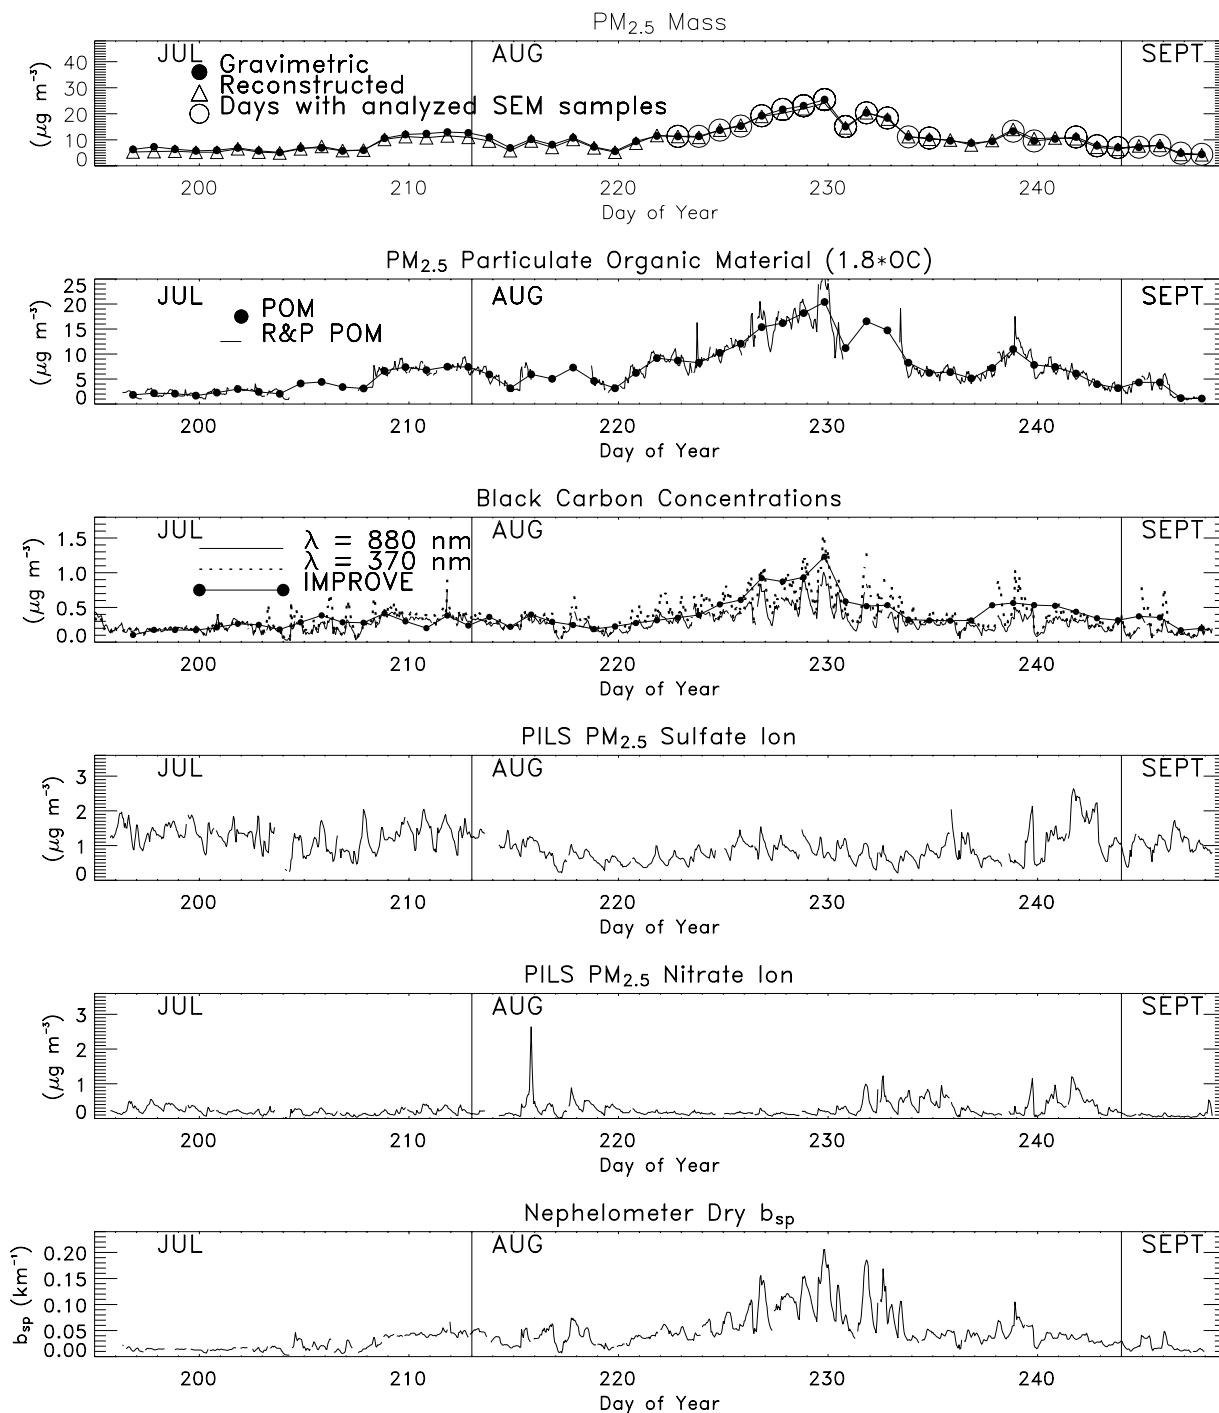 PM2.5 Mass
JUL AUG SEPT
Gravimetric
Reconstructed
Days with analyzed SEM samples
(μg m⁻³)
40
30
20
10
0
200 210 220 230 240
Day of Year
PM2.5 Particulate Organic Material (1.8*OC)
JUL AUG SEPT
POM
R&P POM
(μg m⁻³)
25
20
15
10
5
0
200 210 220 230 240
Day of Year
Black Carbon Concentrations
JUL AUG SEPT
λ = 880 nm
λ = 370 nm
IMPROVE
(μg m⁻³)
1.5
1.0
0.5
0.0
200 210 220 230 240
Day of Year
PILS PM2.5 Sulfate Ion
JUL AUG SEPT
(μg m⁻³)
3
2
1
0
200 210 220 230 240
Day of Year
PILS PM2.5 Nitrate Ion
JUL AUG SEPT
(μg m⁻³)
3
2
1
0
200 210 220 230 240
Day of Year
Nephelometer Dry bsp
JUL AUG SEPT
bsp (km⁻¹)
0.20
0.15
0.10
0.05
0.00
200 210 220 230 240
Day of Year